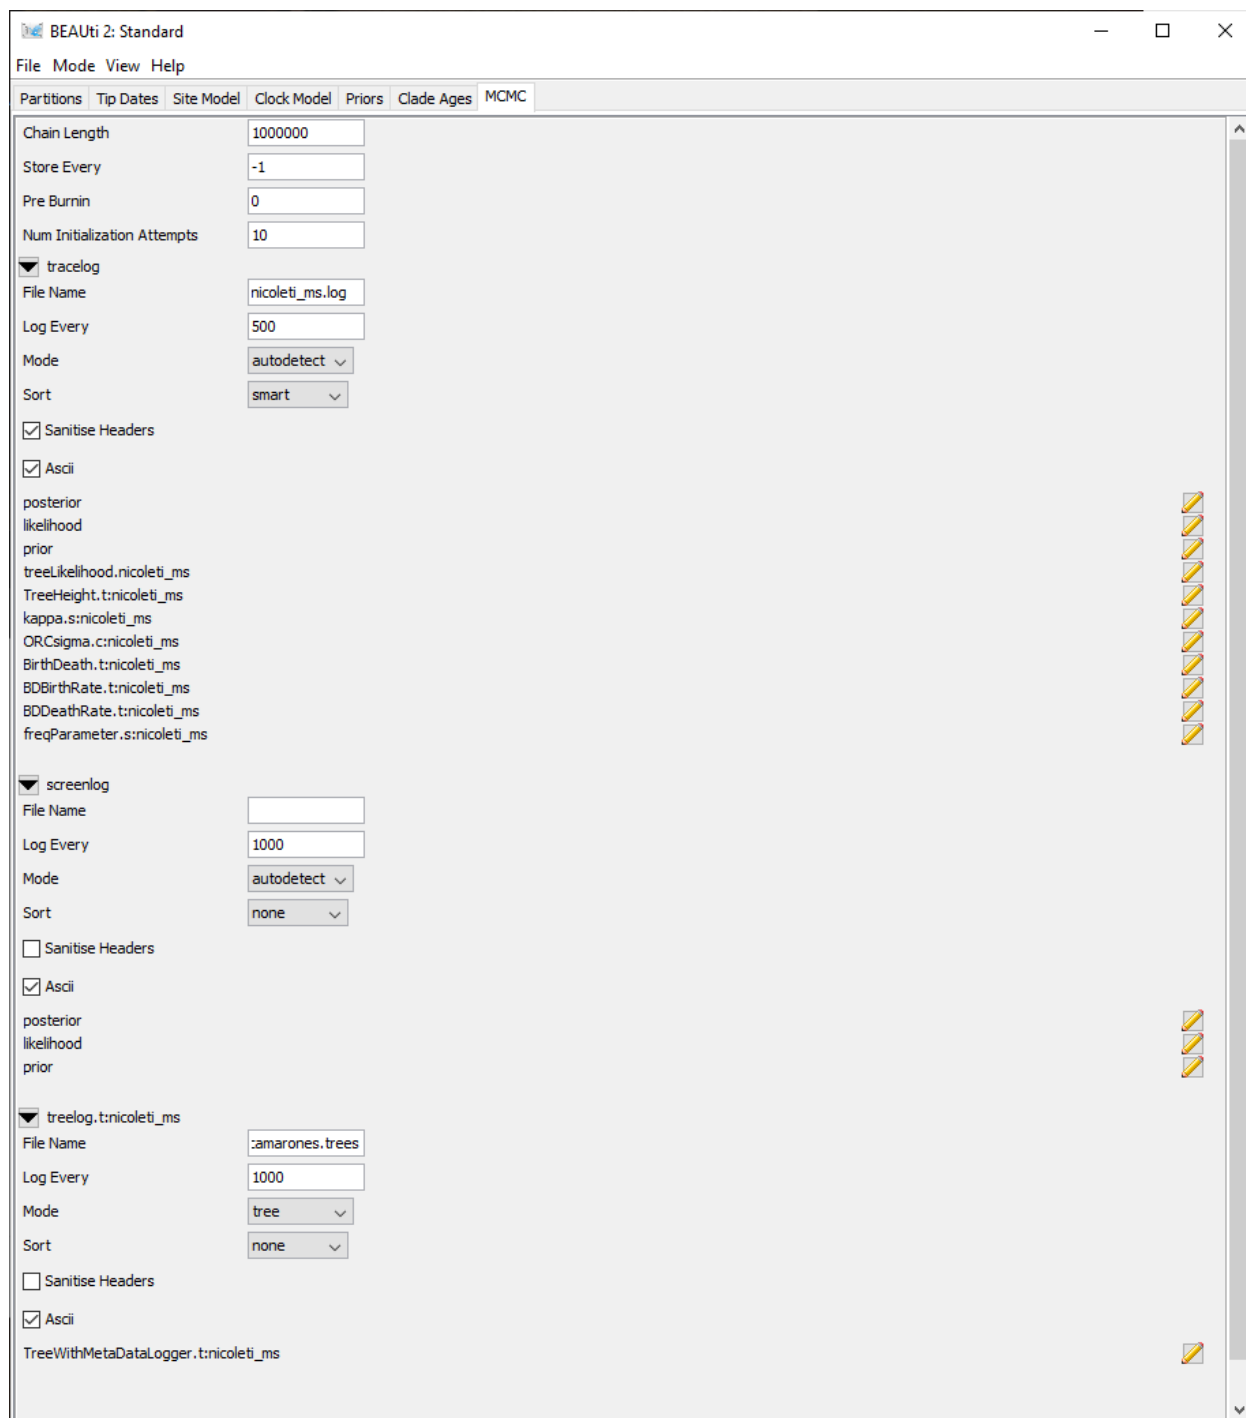 BEAUti 2: Standard
File Mode View Help
Partitions Tip Dates Site Model Clock Model Priors Clade Ages MCMC
Chain Length 1000000
Store Every -1
Pre Burnin 0
Num Initialization Attempts 10
tracelog
File Name nicoleti_ms.log
Log Every 500
Mode autodetect
Sort smart
Sanitise Headers
Ascii
posterior
likelihood
prior
treeLikelihood.nicoleti_ms
TreeHeight.t:nicoleti_ms
kappa.s:nicoleti_ms
ORCsigma.c:nicoleti_ms
BirthDeath.t:nicoleti_ms
BDBirthRate.t:nicoleti_ms
BDDeathRate.t:nicoleti_ms
freqParameter.s:nicoleti_ms
screenlog
File Name
Log Every 1000
Mode autodetect
Sort none
Sanitise Headers
Ascii
posterior
likelihood
prior
treelog.t:nicoleti_ms
File Name :amarones.trees
Log Every 1000
Mode tree
Sort none
Sanitise Headers
Ascii
TreeWithMetaDataLogger.t:nicoleti_ms